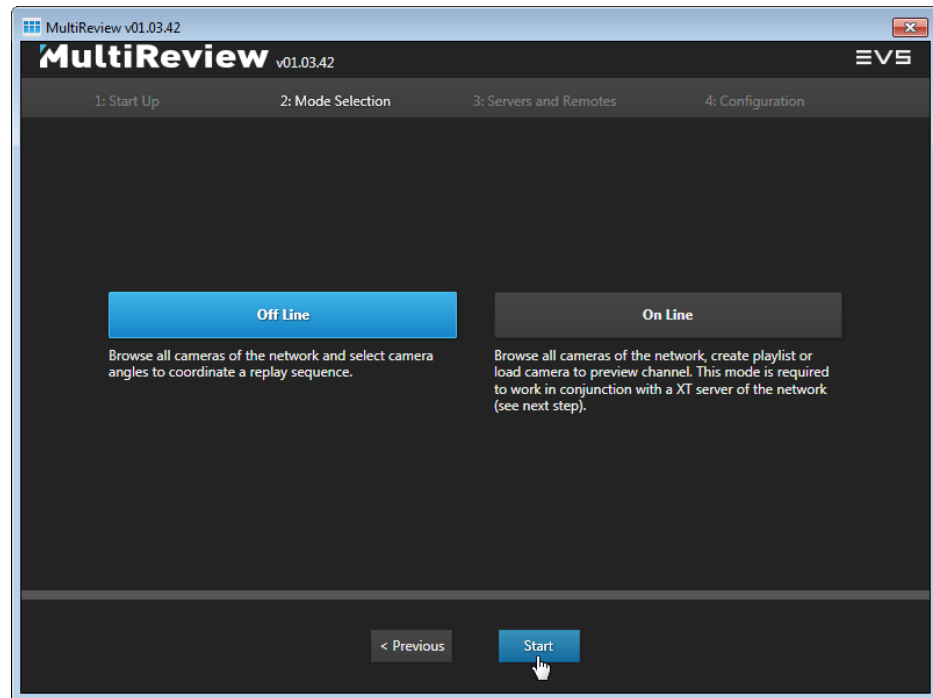 MultiReview v01.03.42
MultiReview v01.03.42
EVS
1: Start Up 2: Mode Selection 3: Servers and Remotes 4: Configuration
Off Line
Browse all cameras of the network and select camera
angles to coordinate a replay sequence.
On Line
Browse all cameras of the network, create playlist or
load camera to preview channel. This mode is required
to work in conjunction with a XT server of the network
(see next step).
< Previous
Start